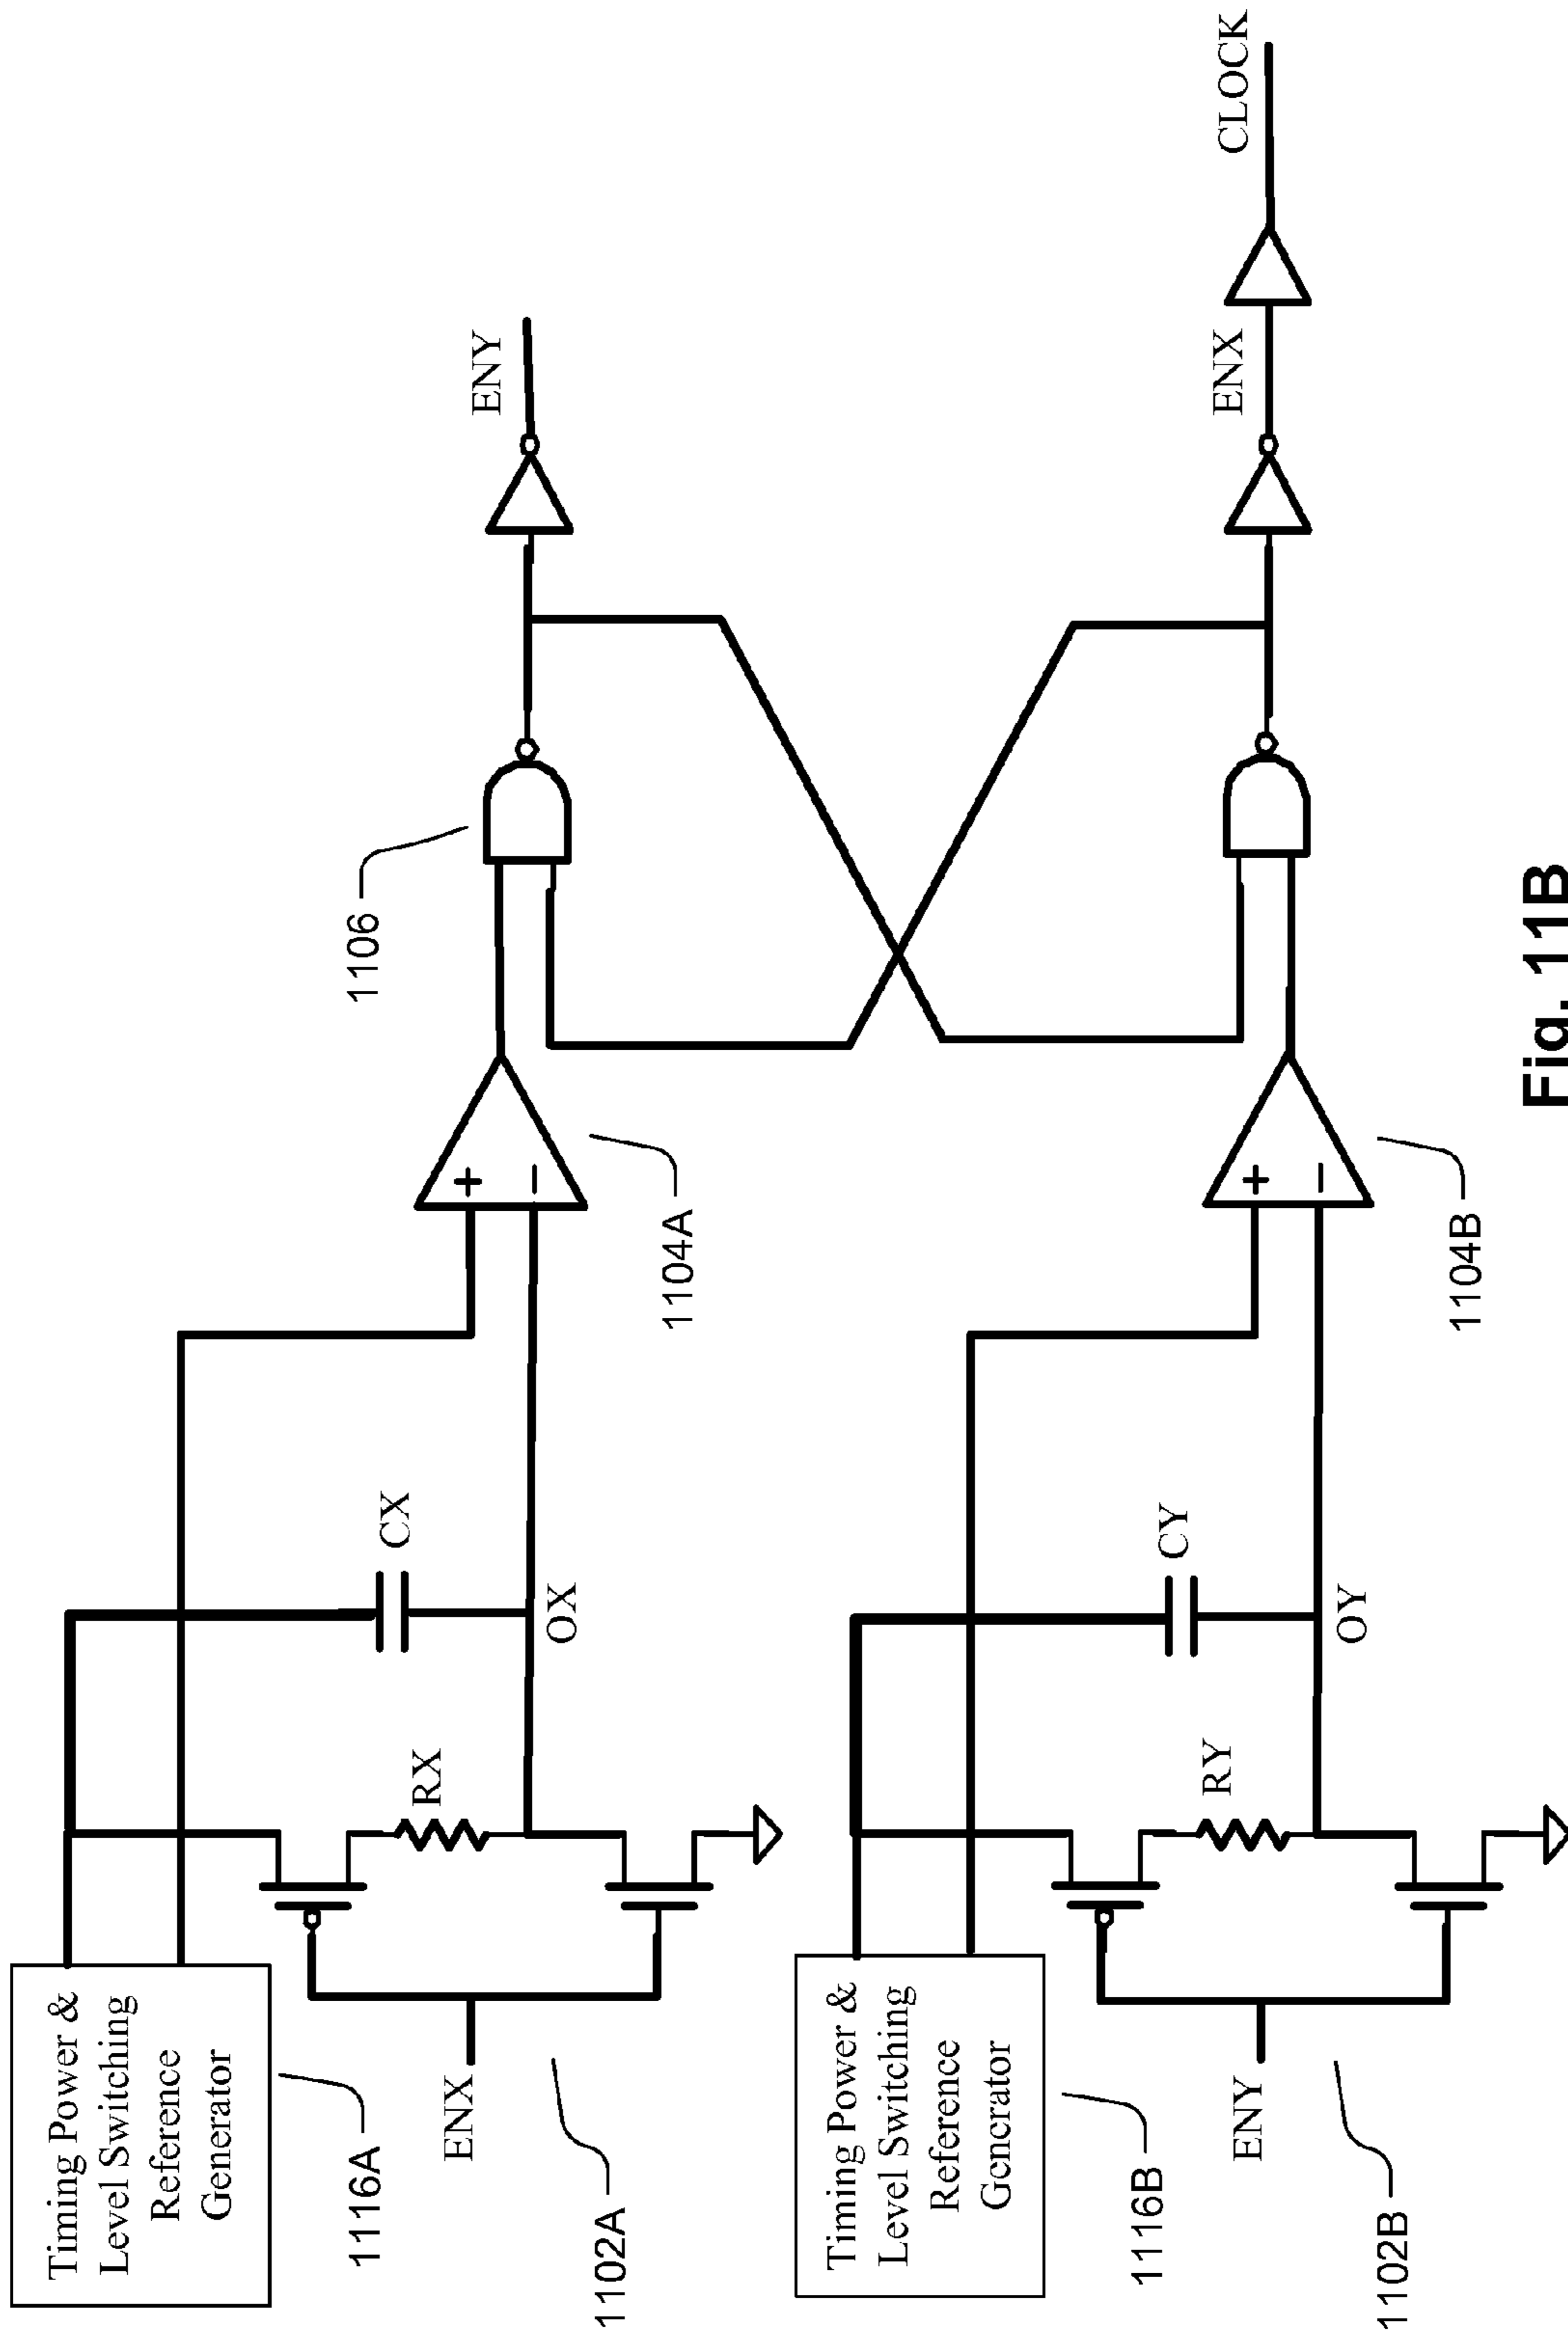 Timing Power &
Level Switching
Reference
Generator
1116A
ENX
1102A
RX
CX
OX
+
−
1104A
1106
ENY
Timing Power &
Level Switching
Reference
Generator
1116B
ENY
1102B
RY
CY
OY
+
−
1104B
ENX
CLOCK
Fig. 11B